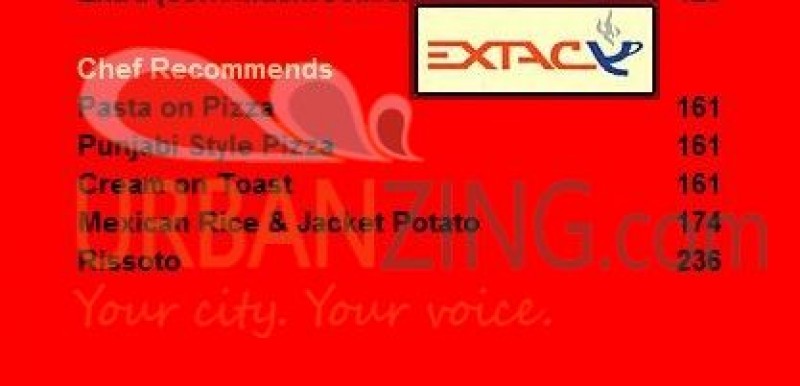 EXTACY
Chef Recommends
Pasta on Pizza 161
Punjabi Style Pizza 161
Cream on Toast 161
Mexican Rice & Jacket Potato 174
Rissoto 236
URBANZING.com
Your city. Your voice.